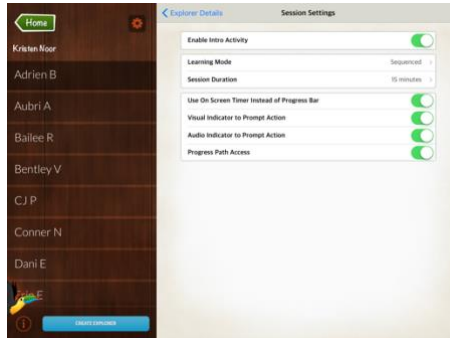 Home
Kristen Noor
Adrien B
Aubri A
Bailee R
Bentley V
CJ P
Conner N
Dani E
Erin E
CREATE EXPLORER
Explorer Details
Session Settings
Enable Intro Activity
Learning Mode Sequenced
Session Duration 15 minutes
Use On Screen Timer Instead of Progress Bar
Visual Indicator to Prompt Action
Audio Indicator to Prompt Action
Progress Path Access